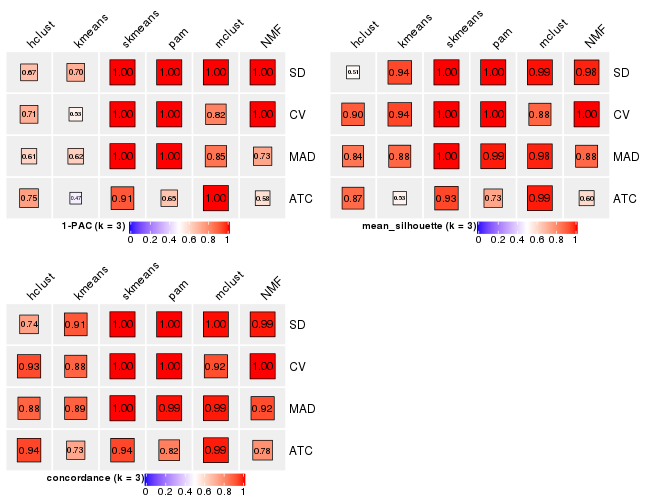 hclust kmeans skmeans pam mclust NMF
0.67 0.70 1.00 1.00 1.00 1.00 SD
0.71 0.53 1.00 1.00 0.82 1.00 CV
0.61 0.62 1.00 1.00 0.85 0.73 MAD
0.75 0.47 0.91 0.65 1.00 0.58 ATC
1-PAC (k = 3)
0 0.2 0.4 0.6 0.8 1
hclust kmeans skmeans pam mclust NMF
0.51 0.94 1.00 1.00 0.99 0.98 SD
0.90 0.94 1.00 1.00 0.88 1.00 CV
0.84 0.88 1.00 0.99 0.98 0.88 MAD
0.87 0.53 0.93 0.73 0.99 0.60 ATC
mean_silhouette (k = 3)
0 0.2 0.4 0.6 0.8 1
hclust kmeans skmeans pam mclust NMF
0.74 0.91 1.00 1.00 1.00 0.99 SD
0.93 0.88 1.00 1.00 0.92 1.00 CV
0.88 0.89 1.00 0.99 0.99 0.92 MAD
0.94 0.73 0.94 0.82 0.99 0.78 ATC
concordance (k = 3)
0 0.2 0.4 0.6 0.8 1